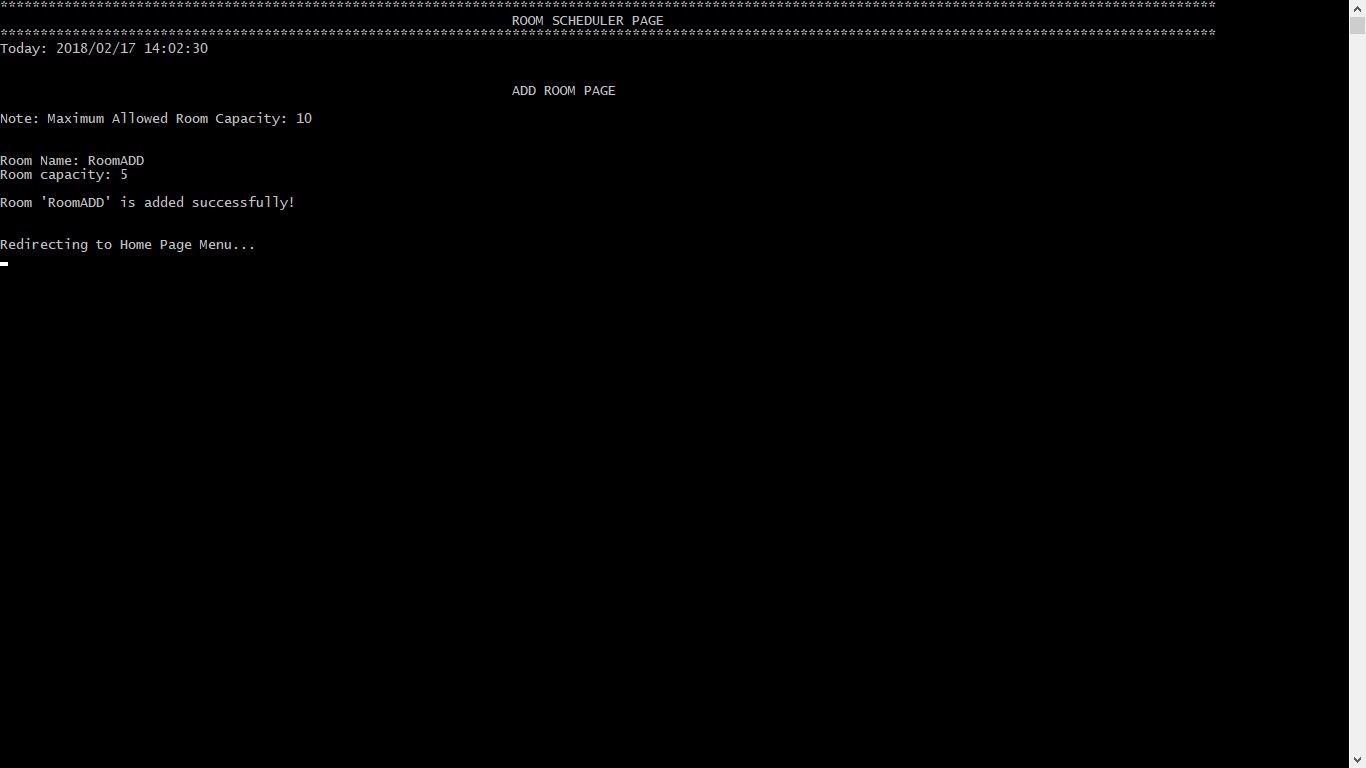 ********************************************************************************************************************************************************
ROOM SCHEDULER PAGE
********************************************************************************************************************************************************
Today: 2018/02/17 14:02:30
ADD ROOM PAGE
Note: Maximum Allowed Room Capacity: 10
Room Name: RoomADD
Room capacity: 5
Room 'RoomADD' is added successfully!
Redirecting to Home Page Menu...